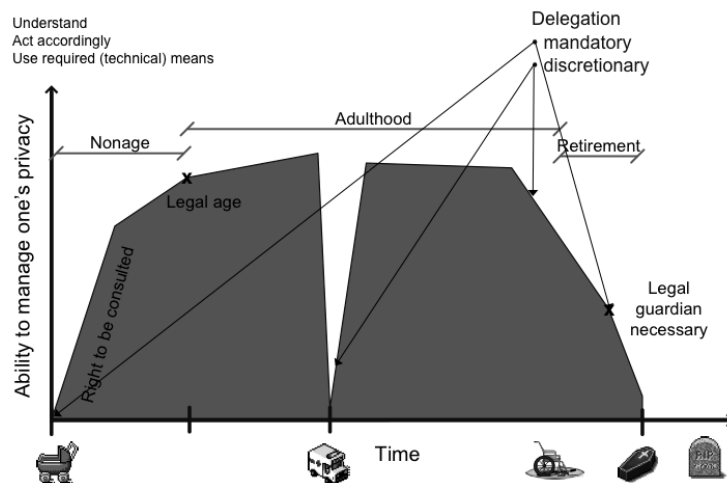 Understand
Act accordingly
Use required (technical) means
Delegation
mandatory
discretionary
Ability to manage one's privacy
Nonage
Adulthood
Retirement
Legal age
Right to be consulted
Legal
guardian
necessary
Time
R.I.P.